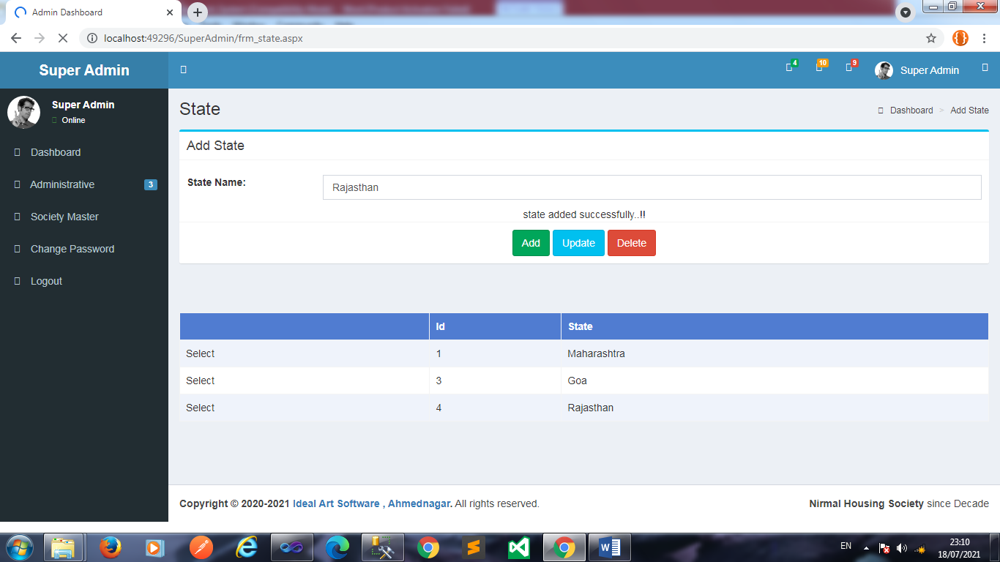 Admin Dashboard
localhost:49296/SuperAdmin/frm_state.aspx
Super Admin
4 10 9 Super Admin
Super Admin
Online
State
Dashboard > Add State
Dashboard
Administrative 3
Society Master
Change Password
Logout
Add State
State Name: Rajasthan
state added successfully..!!
Add Update Delete
Id State
Select 1 Maharashtra
Select 3 Goa
Select 4 Rajasthan
Copyright © 2020-2021 Ideal Art Software , Ahmednagar. All rights reserved.
Nirmal Housing Society since Decade
EN
23:10
18/07/2021